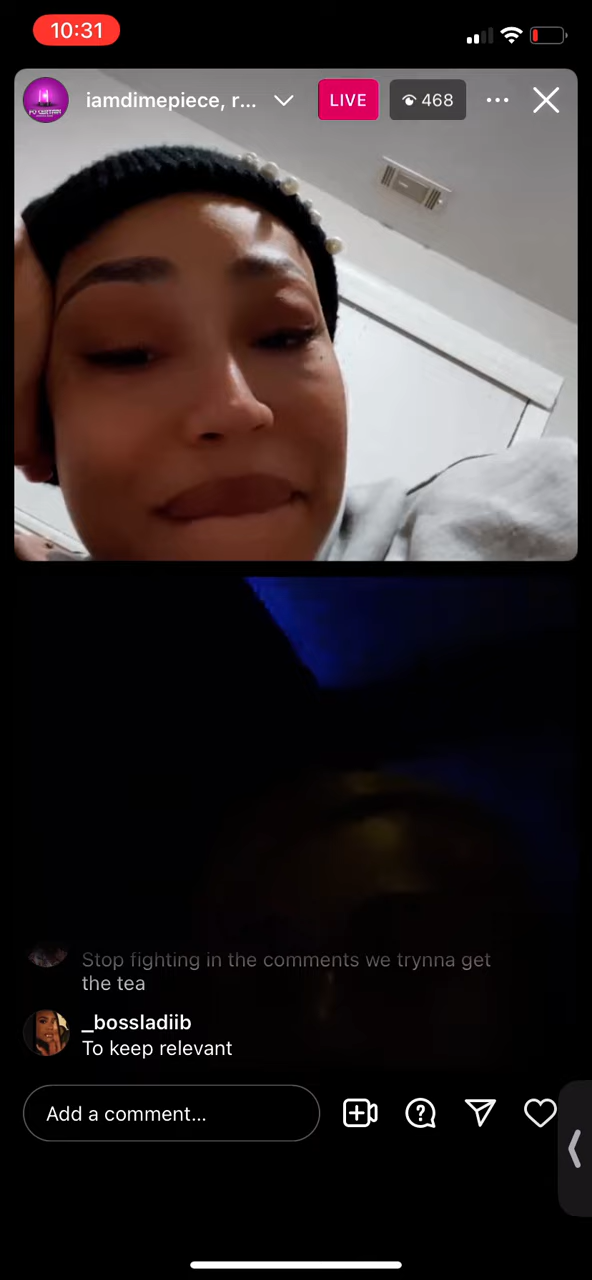 10:31
iamdimepiece, r...
LIVE
468
Stop fighting in the comments we trynna get
the tea
_bossladiib
To keep relevant
Add a comment...